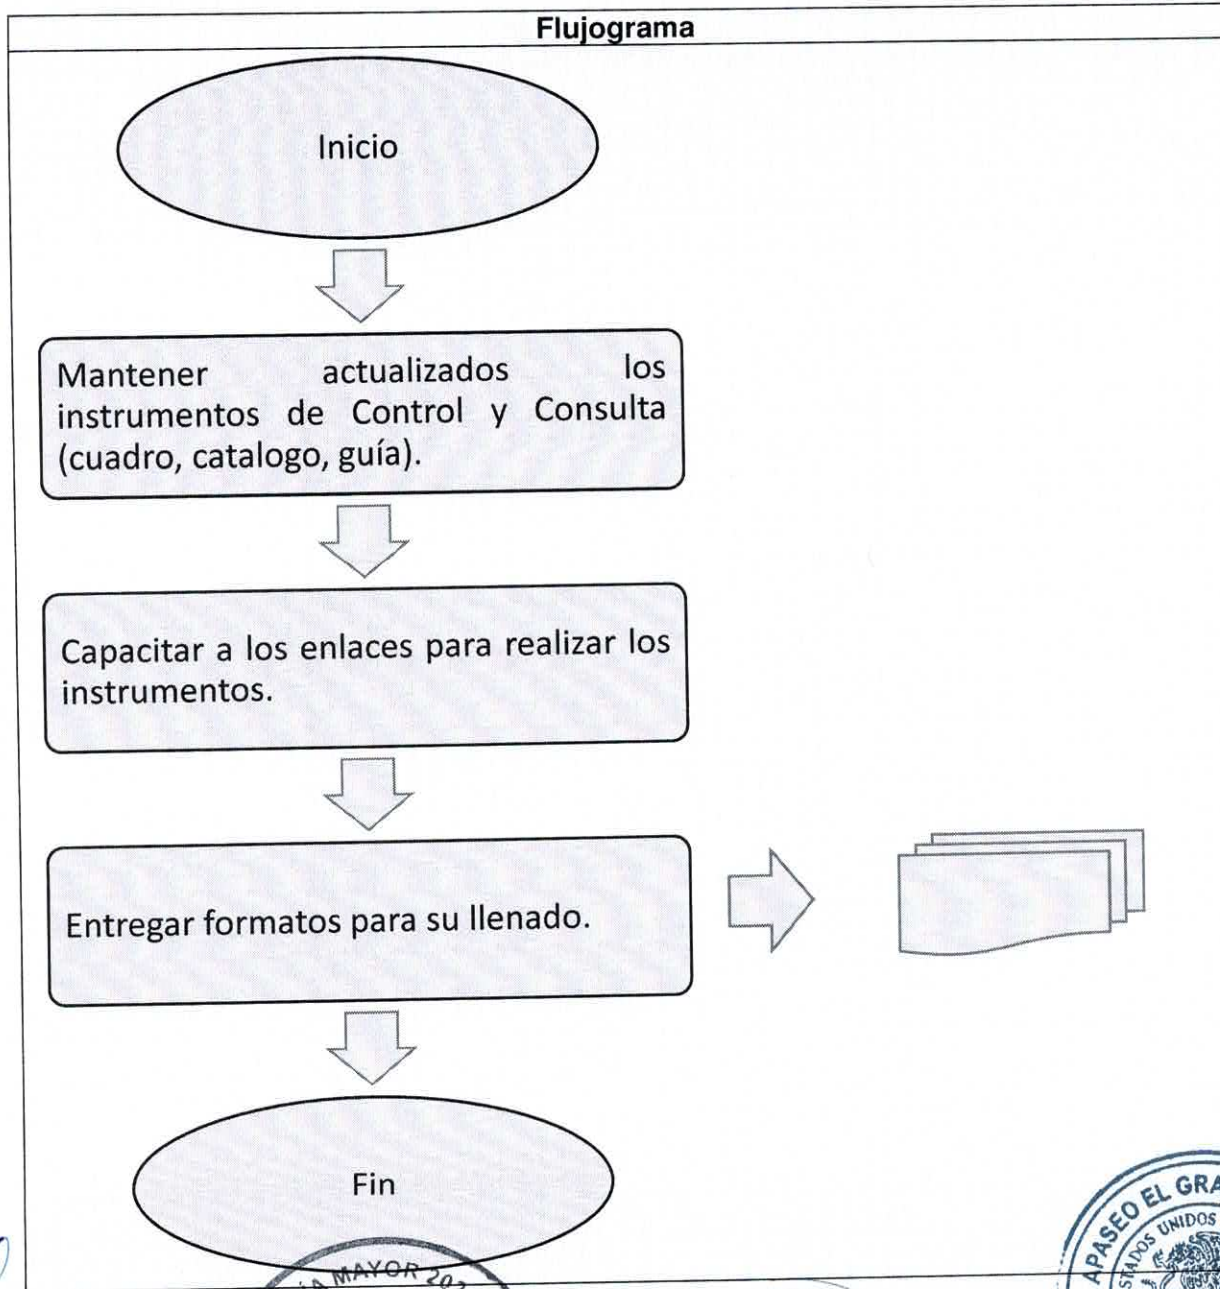 Flujograma
Inicio
Mantener actualizados los
instrumentos de Control y Consulta
(cuadro, catalogo, guía).
Capacitar a los enlaces para realizar los
instrumentos.
Entregar formatos para su llenado.
Fin
MAYOR
APASEO EL GRA
UNIDOS